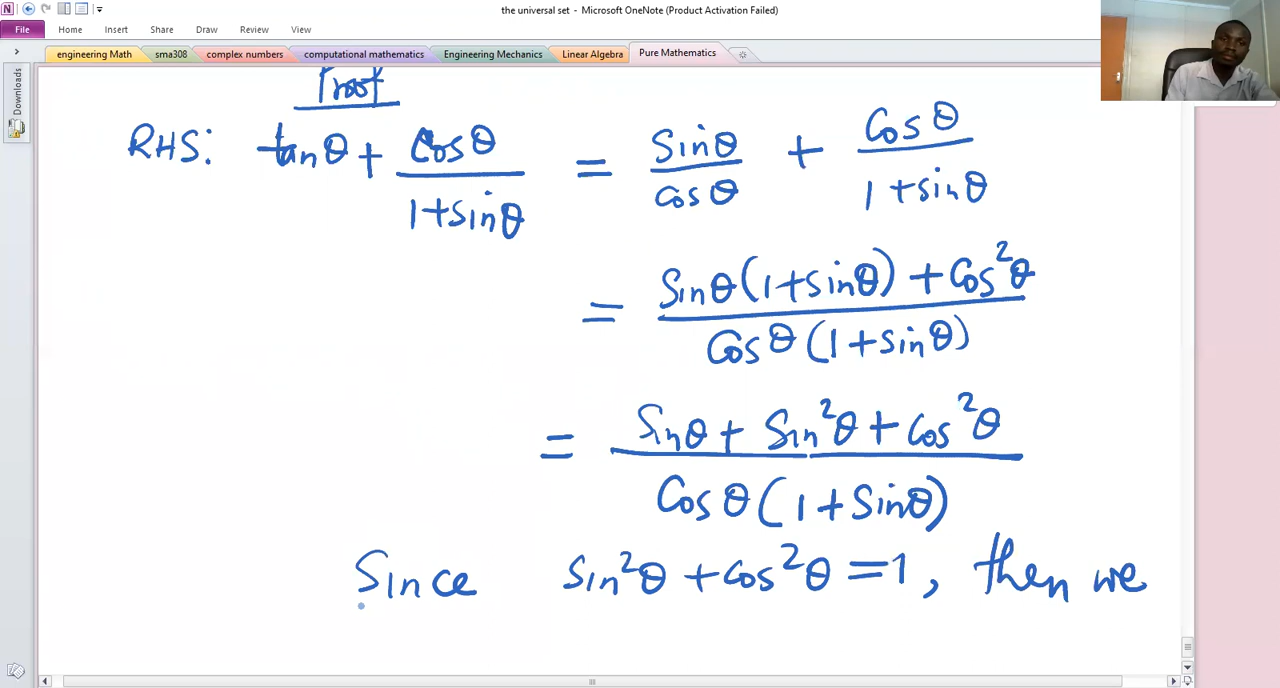 the universal set - Microsoft OneNote (Product Activation Failed)
File Home Insert Share Draw Review View
engineering Math sma308 complex numbers computational mathematics Engineering Mechanics Linear Algebra Pure Mathematics
Downloads
Proof
RHS: tanθ + cosθ/(1+sinθ) = sinθ/cosθ + cosθ/(1+sinθ)
= (sinθ(1+sinθ) + cos²θ)/(cosθ(1+sinθ))
= (sinθ + sin²θ + cos²θ)/(cosθ(1+sinθ))
Since sin²θ + cos²θ = 1, then we